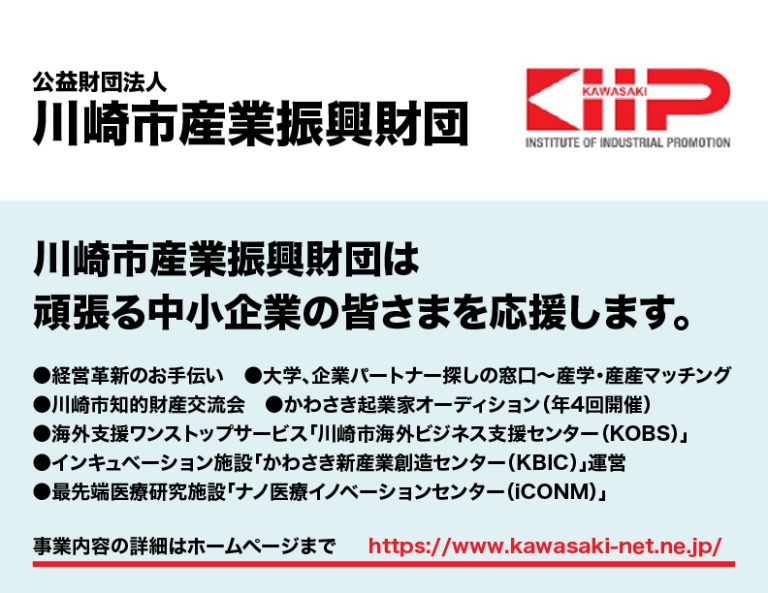 公益財団法人
川崎市産業振興財団
KAWASAKI
KIIP
INSTITUTE OF INDUSTRIAL PROMOTION
川崎市産業振興財団は
頑張る中小企業の皆さまを応援します。
●経営革新のお手伝い ●大学、企業パートナー探しの窓口～産学・産産マッチング
●川崎市知的財産交流会 ●かわさき起業家オーディション（年4回開催）
●海外支援ワンストップサービス「川崎市海外ビジネス支援センター（KOBS）」
●インキュベーション施設「かわさき新産業創造センター（KBIC）」運営
●最先端医療研究施設「ナノ医療イノベーションセンター（iCONM）」
事業内容の詳細はホームページまで https://www.kawasaki-net.ne.jp/